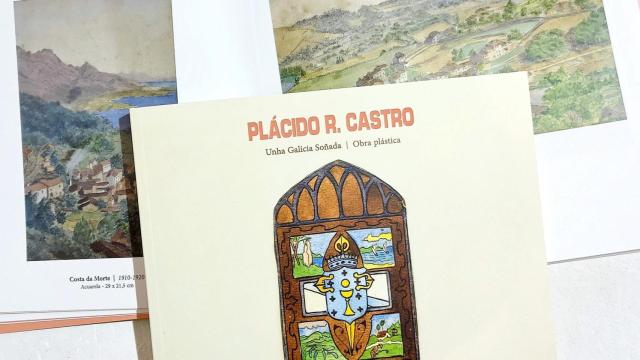 PLÁCIDO R. CASTRO
Unha Galicia Soñada | Obra plástica
Costa da Morte | 1910-1920
Acuarela - 29 x 21,5 cm